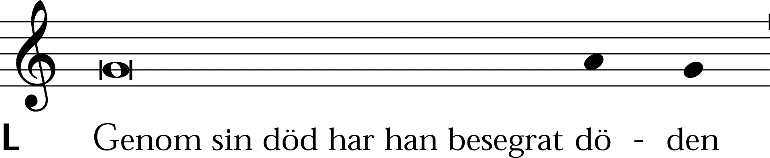 L Genom sin död har han besegrat dö - den